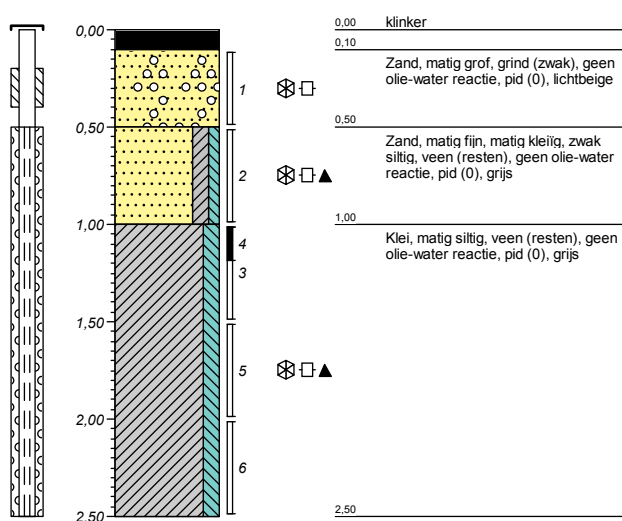 0,00
0,50
1,00
1,50
2,00
2,50
1
2
4
3
5
6
0,00 klinker
0,10
Zand, matig grof, grind (zwak), geen
olie-water reactie, pid (0), lichtbeige
0,50
Zand, matig fijn, matig kleiïg, zwak
siltig, veen (resten), geen olie-water
reactie, pid (0), grijs
1,00
Klei, matig siltig, veen (resten), geen
olie-water reactie, pid (0), grijs
2,50